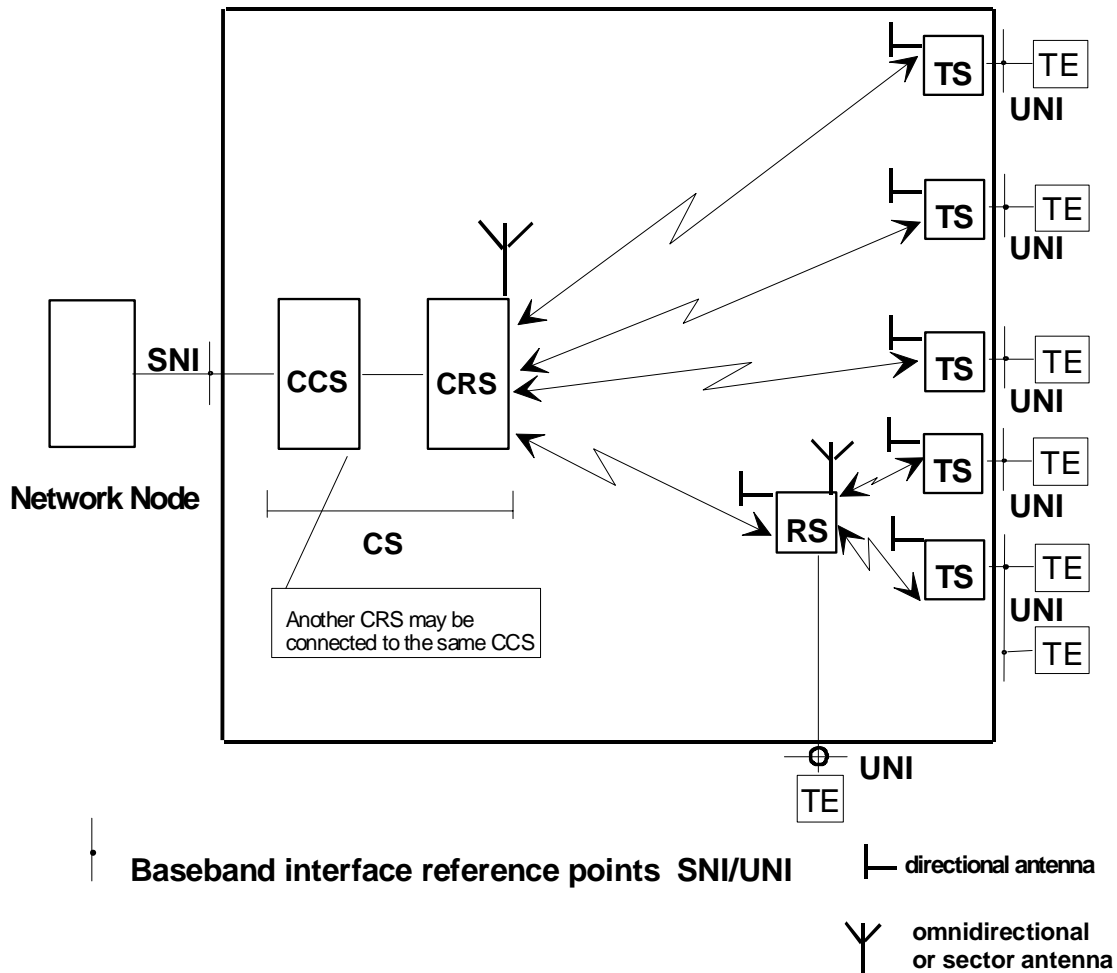 TS
TE
UNI
TS
TE
UNI
SNI
CCS
CRS
TS
TE
UNI
Network Node
TS
TE
UNI
CS
RS
TS
TE
UNI
Another CRS may be
connected to the same CCS
TE
UNI
TE
Baseband interface reference points SNI/UNI
directional antenna
omnidirectional
or sector antenna